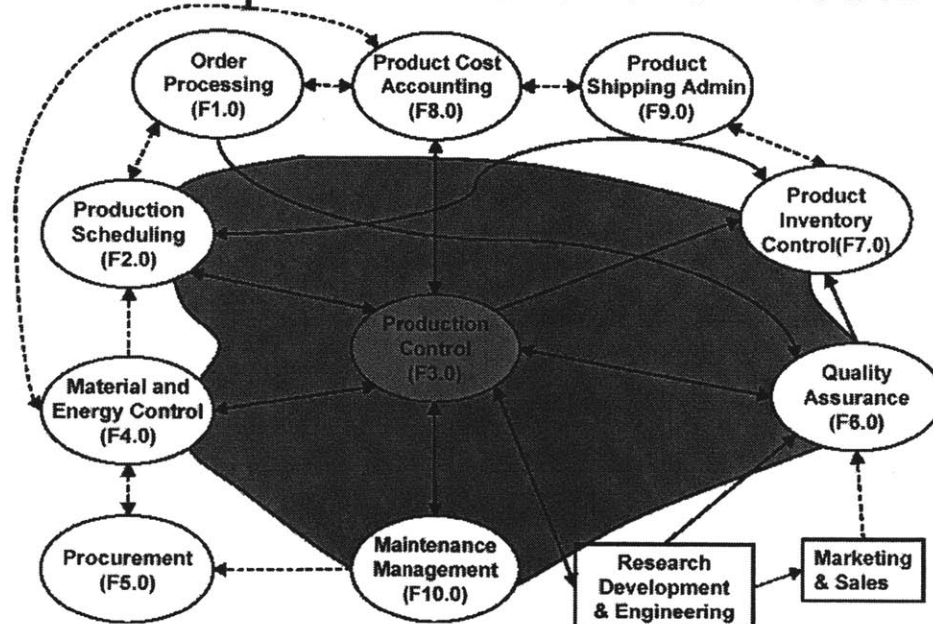 Order
Processing
(F1.0)
Product Cost
Accounting
(F8.0)
Product
Shipping Admin
(F9.0)
Production
Scheduling
(F2.0)
Product
Inventory
Control(F7.0)
Production
Control
(F3.0)
Material and
Energy Control
(F4.0)
Quality
Assurance
(F6.0)
Procurement
(F5.0)
Maintenance
Management
(F10.0)
Research
Development
& Engineering
Marketing
& Sales